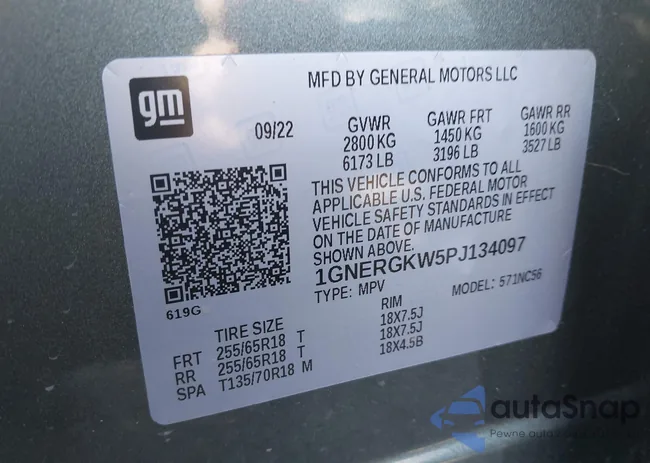 gm
MFD BY GENERAL MOTORS LLC
09/22
GVWR
2800 KG
6173 LB
GAWR FRT
1450 KG
3196 LB
GAWR RR
1600 KG
3527 LB
THIS VEHICLE CONFORMS TO ALL
APPLICABLE U.S. FEDERAL MOTOR
VEHICLE SAFETY STANDARDS IN EFFECT
ON THE DATE OF MANUFACTURE
SHOWN ABOVE.
1GNERGKW5PJ134097
TYPE: MPV MODEL: 571NC56
619G
TIRE SIZE RIM
FRT 255/65R18 T 18X7.5J
RR 255/65R18 T 18X7.5J
SPA T135/70R18 M 18X4.5B
autaSnap
Pewne auta